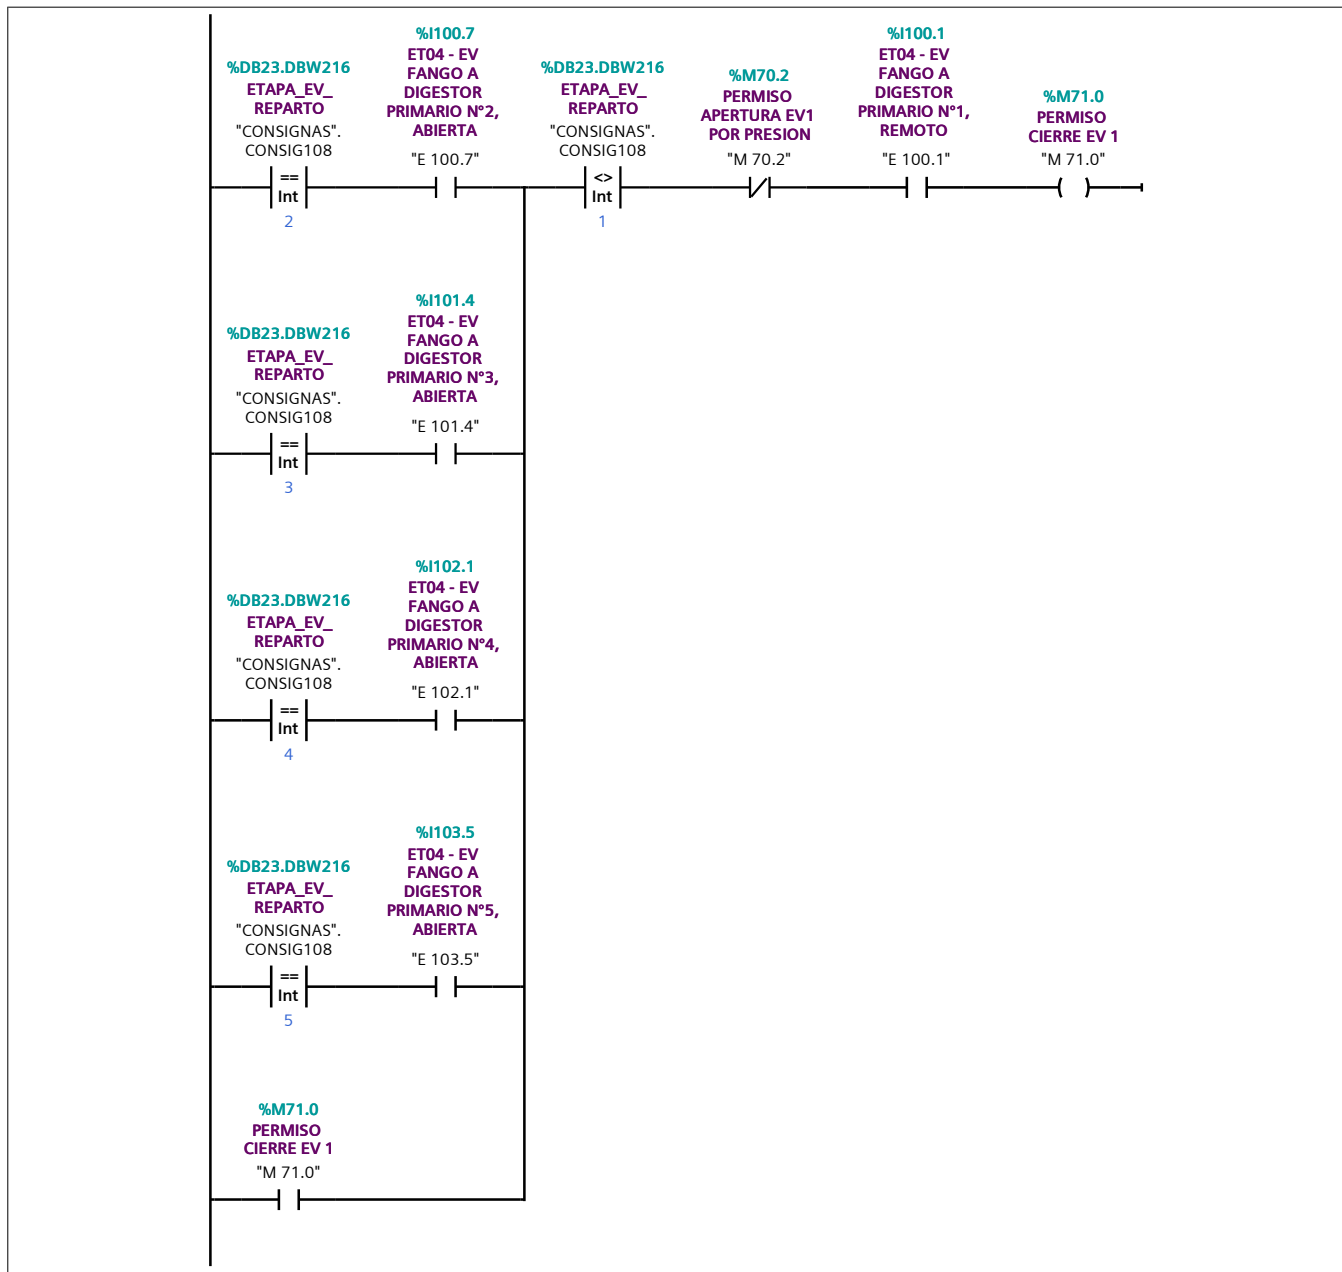 %DB23.DBW216
ETAPA_EV_
REPARTO
"CONSIGNAS".
CONSIG108
==
Int
2
%I100.7
ET04 - EV
FANGO A
DIGESTOR
PRIMARIO Nº2,
ABIERTA
"E 100.7"
%DB23.DBW216
ETAPA_EV_
REPARTO
"CONSIGNAS".
CONSIG108
<>
Int
1
%M70.2
PERMISO
APERTURA EV1
POR PRESION
"M 70.2"
%I100.1
ET04 - EV
FANGO A
DIGESTOR
PRIMARIO Nº1,
REMOTO
"E 100.1"
%M71.0
PERMISO
CIERRE EV 1
"M 71.0"
%DB23.DBW216
ETAPA_EV_
REPARTO
"CONSIGNAS".
CONSIG108
==
Int
3
%I101.4
ET04 - EV
FANGO A
DIGESTOR
PRIMARIO Nº3,
ABIERTA
"E 101.4"
%DB23.DBW216
ETAPA_EV_
REPARTO
"CONSIGNAS".
CONSIG108
==
Int
4
%I102.1
ET04 - EV
FANGO A
DIGESTOR
PRIMARIO Nº4,
ABIERTA
"E 102.1"
%DB23.DBW216
ETAPA_EV_
REPARTO
"CONSIGNAS".
CONSIG108
==
Int
5
%I103.5
ET04 - EV
FANGO A
DIGESTOR
PRIMARIO Nº5,
ABIERTA
"E 103.5"
%M71.0
PERMISO
CIERRE EV 1
"M 71.0"